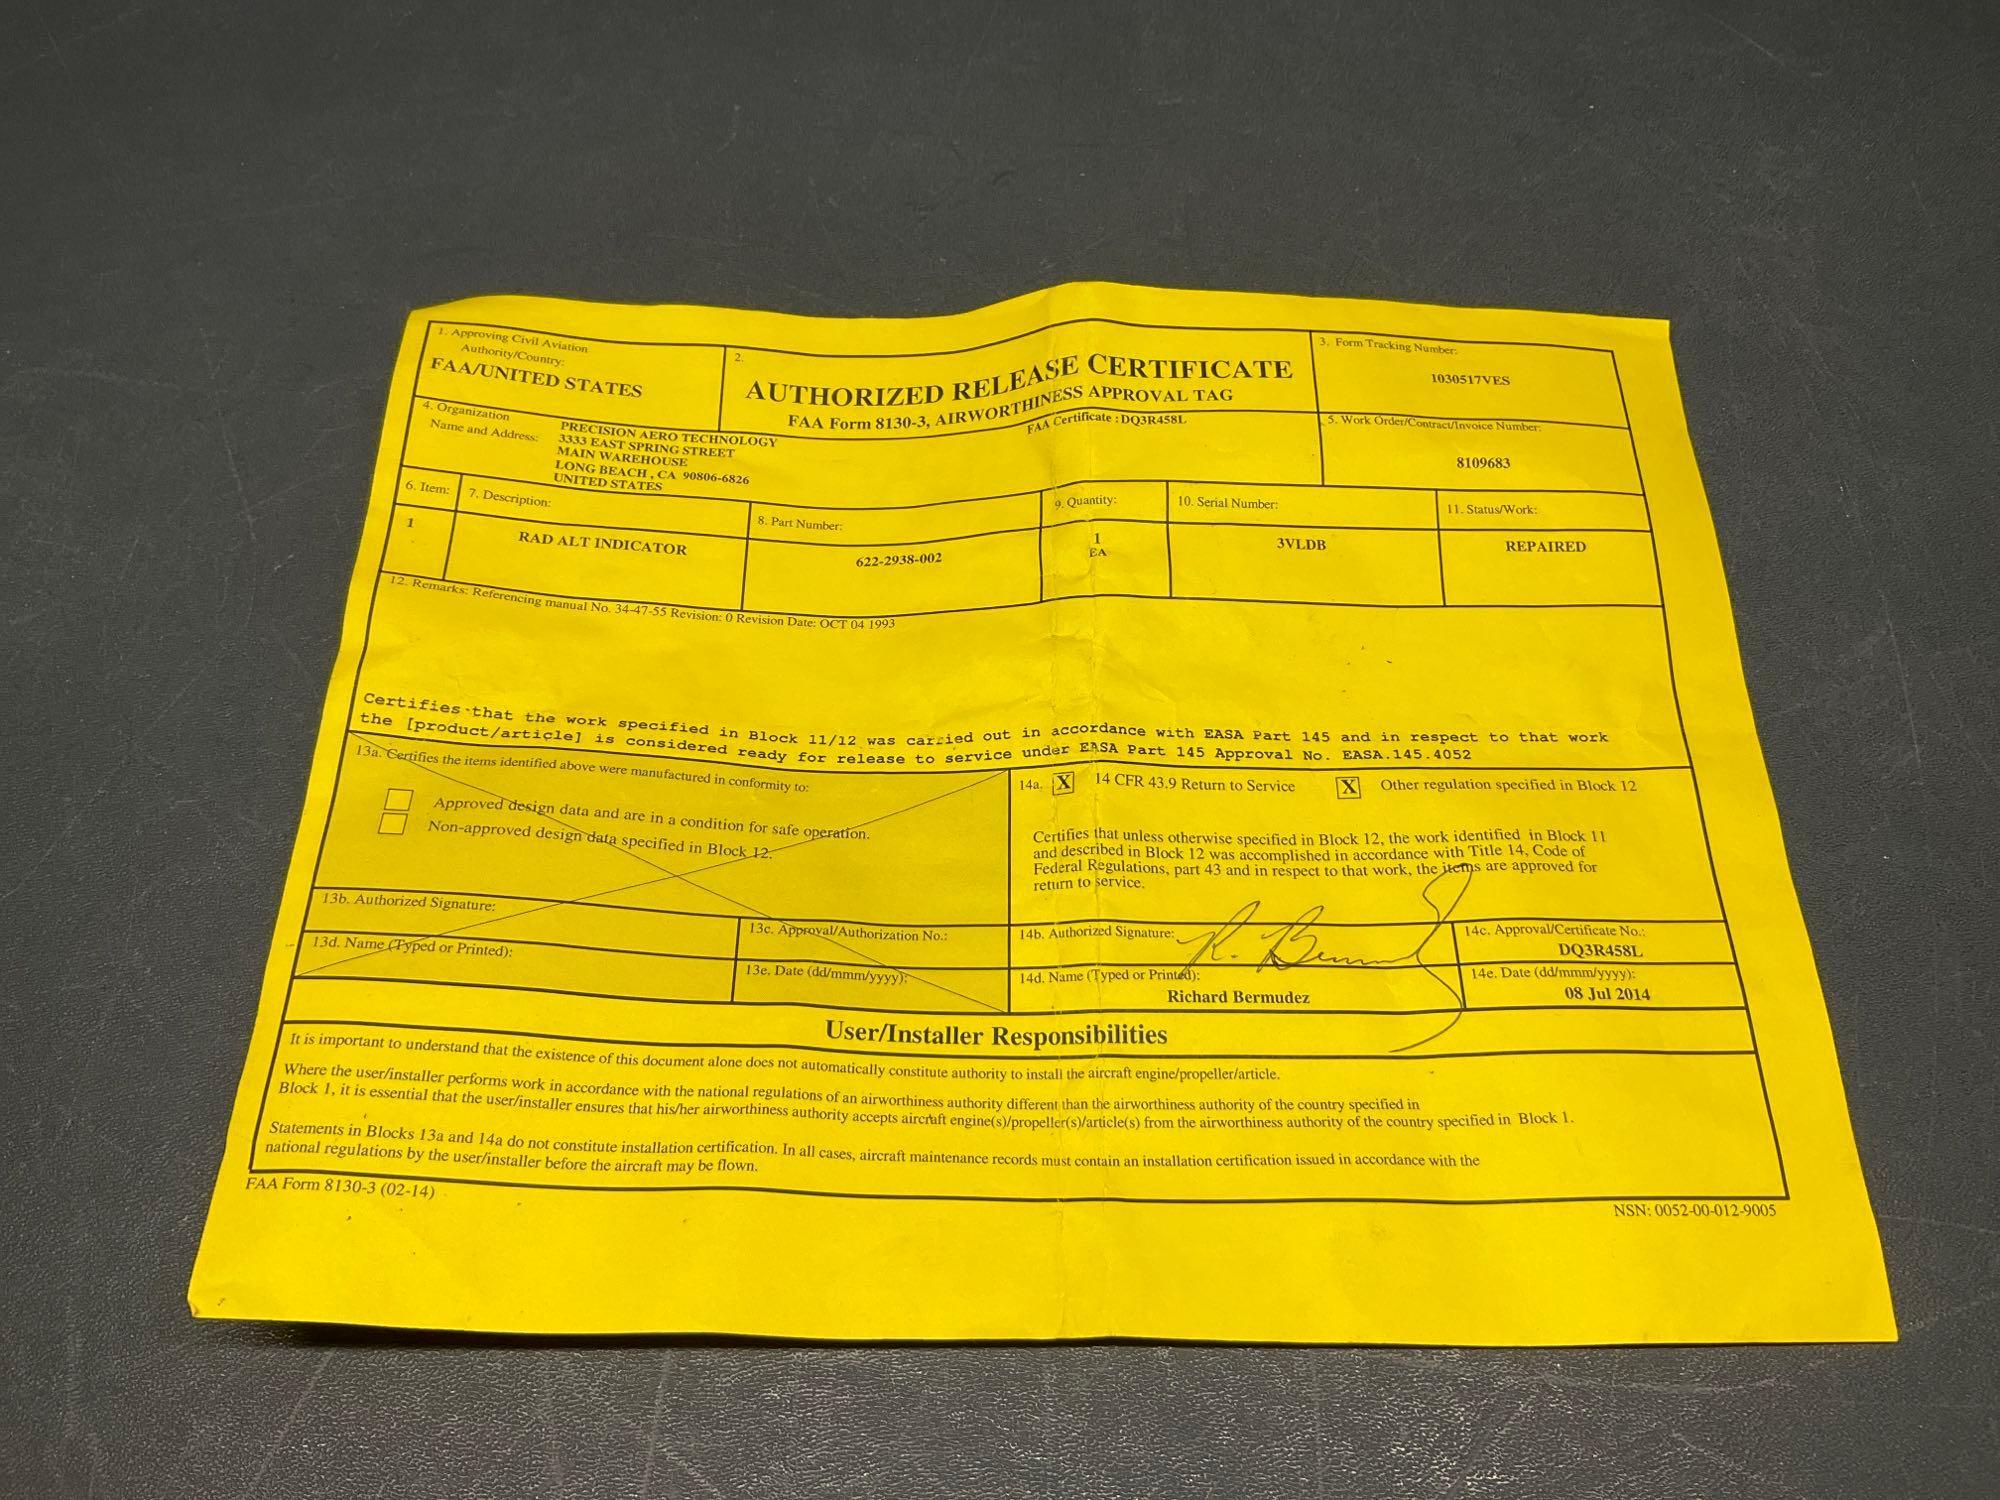 1. Approving Civil Aviation
Authority/Country:
FAA/UNITED STATES
2.
AUTHORIZED RELEASE CERTIFICATE
FAA Form 8130-3, AIRWORTHINESS APPROVAL TAG
FAA Certificate : DQ3R458L
3. Form Tracking Number:
1030517VES
4. Organization
Name and Address:
PRECISION AERO TECHNOLOGY
3333 EAST SPRING STREET
MAIN WAREHOUSE
LONG BEACH , CA 90806-6826
UNITED STATES
5. Work Order/Contract/Invoice Number:
8109683
6. Item:
7. Description:
8. Part Number:
9. Quantity:
10. Serial Number:
11. Status/Work:
1
RAD ALT INDICATOR
622-2938-002
1
EA
3VLDB
REPAIRED
12. Remarks: Referencing manual No. 34-47-55 Revision: 0 Revision Date: OCT 04 1993
Certifies that the work specified in Block 11/12 was carried out in accordance with EASA Part 145 and in respect to that work
the [product/article] is considered ready for release to service under EASA Part 145 Approval No. EASA.145.4052
13a. Certifies the items identified above were manufactured in conformity to:
Approved design data and are in a condition for safe operation.
Non-approved design data specified in Block 12.
14a. X 14 CFR 43.9 Return to Service X Other regulation specified in Block 12
Certifies that unless otherwise specified in Block 12, the work identified in Block 11
and described in Block 12 was accomplished in accordance with Title 14, Code of
Federal Regulations, part 43 and in respect to that work, the items are approved for
return to service.
13b. Authorized Signature:
13c. Approval/Authorization No.:
14b. Authorized Signature:
R. Bermudez
14c. Approval/Certificate No.:
DQ3R458L
13d. Name (Typed or Printed):
13e. Date (dd/mmm/yyyy):
14d. Name (Typed or Printed):
Richard Bermudez
14e. Date (dd/mmm/yyyy):
08 Jul 2014
User/Installer Responsibilities
It is important to understand that the existence of this document alone does not automatically constitute authority to install the aircraft engine/propeller/article.
Where the user/installer performs work in accordance with the national regulations of an airworthiness authority different than the airworthiness authority of the country specified in
Block 1, it is essential that the user/installer ensures that his/her airworthiness authority accepts aircraft engine(s)/propeller(s)/article(s) from the airworthiness authority of the country specified in Block 1.
Statements in Blocks 13a and 14a do not constitute installation certification. In all cases, aircraft maintenance records must contain an installation certification issued in accordance with the
national regulations by the user/installer before the aircraft may be flown.
FAA Form 8130-3 (02-14)
NSN: 0052-00-012-9005